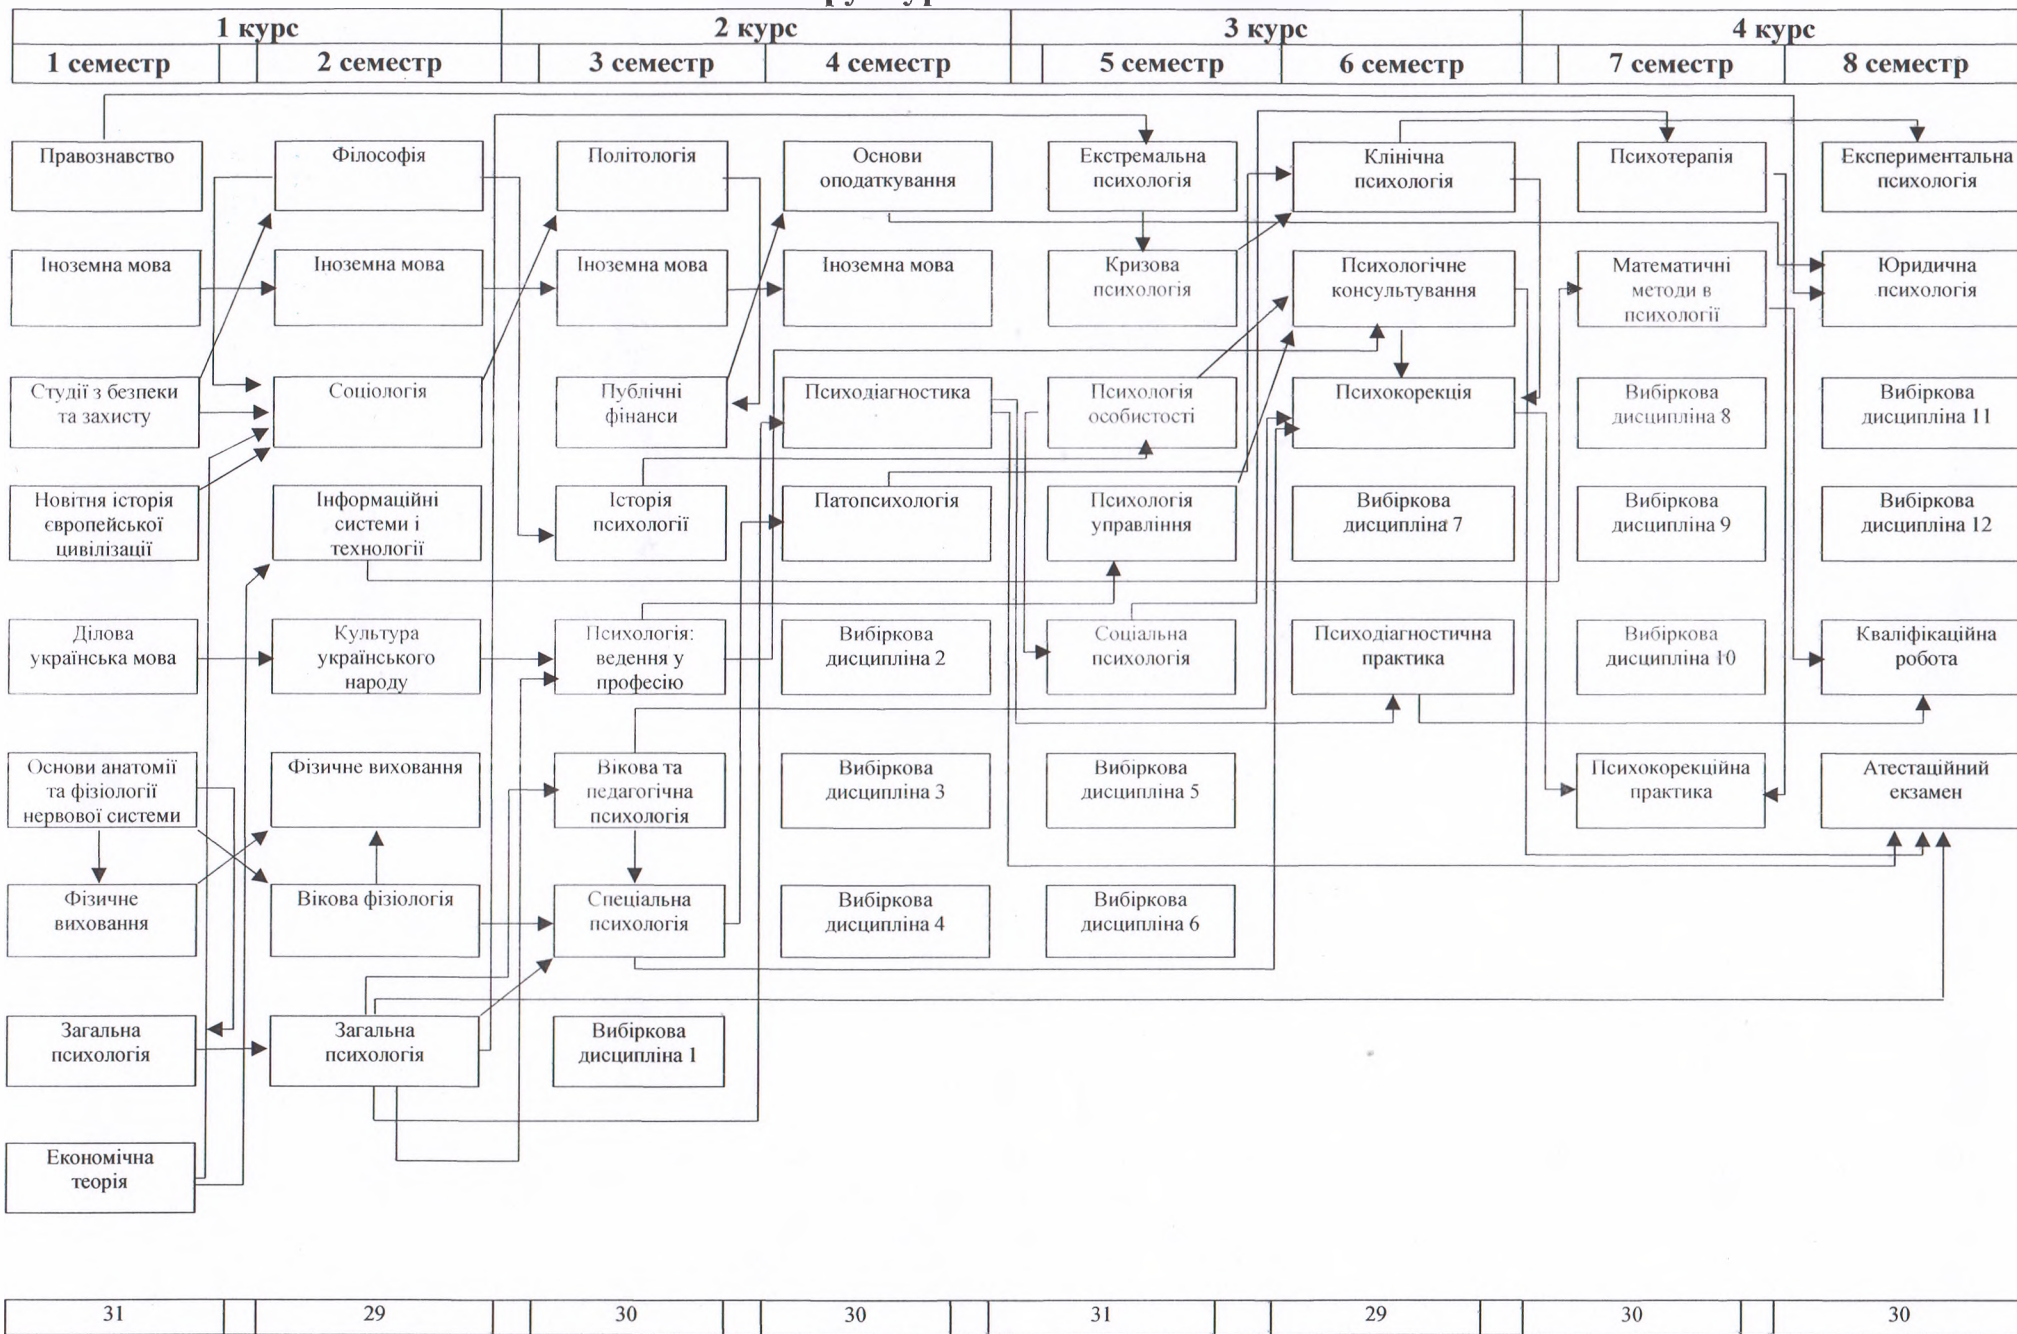 1 курс
2 курс
3 курс
4 курс
1 семестр
2 семестр
3 семестр
4 семестр
5 семестр
6 семестр
7 семестр
8 семестр
Правознавство
Філософія
Політологія
Основи
оподаткування
Екстремальна
психологія
Клінічна
психологія
Психотерапія
Експериментальна
психологія
Іноземна мова
Іноземна мова
Іноземна мова
Іноземна мова
Кризова
психологія
Психологічне
консультування
Математичні
методи в
психології
Юридична
психологія
Студії з безпеки
та захисту
Соціологія
Публічні
фінанси
Психодіагностика
Психологія
особистості
Психокорекція
Вибіркова
дисципліна 8
Вибіркова
дисципліна 11
Новітня історія
європейської
цивілізації
Інформаційні
системи і
технології
Історія
психології
Патопсихологія
Психологія
управління
Вибіркова
дисципліна 7
Вибіркова
дисципліна 9
Вибіркова
дисципліна 12
Ділова
українська мова
Культура
українського
народу
Психологія:
ведення у
професію
Вибіркова
дисципліна 2
Соціальна
психологія
Психодіагностична
практика
Вибіркова
дисципліна 10
Кваліфікаційна
робота
Основи анатомії
та фізіології
нервової системи
Фізичне виховання
Вікова та
педагогічна
психологія
Вибіркова
дисципліна 3
Вибіркова
дисципліна 5
Психокорекційна
практика
Атестаційний
екзамен
Фізичне
виховання
Вікова фізіологія
Спеціальна
психологія
Вибіркова
дисципліна 4
Вибіркова
дисципліна 6
Загальна
психологія
Загальна
психологія
Вибіркова
дисципліна 1
Економічна
теорія
31
29
30
30
31
29
30
30